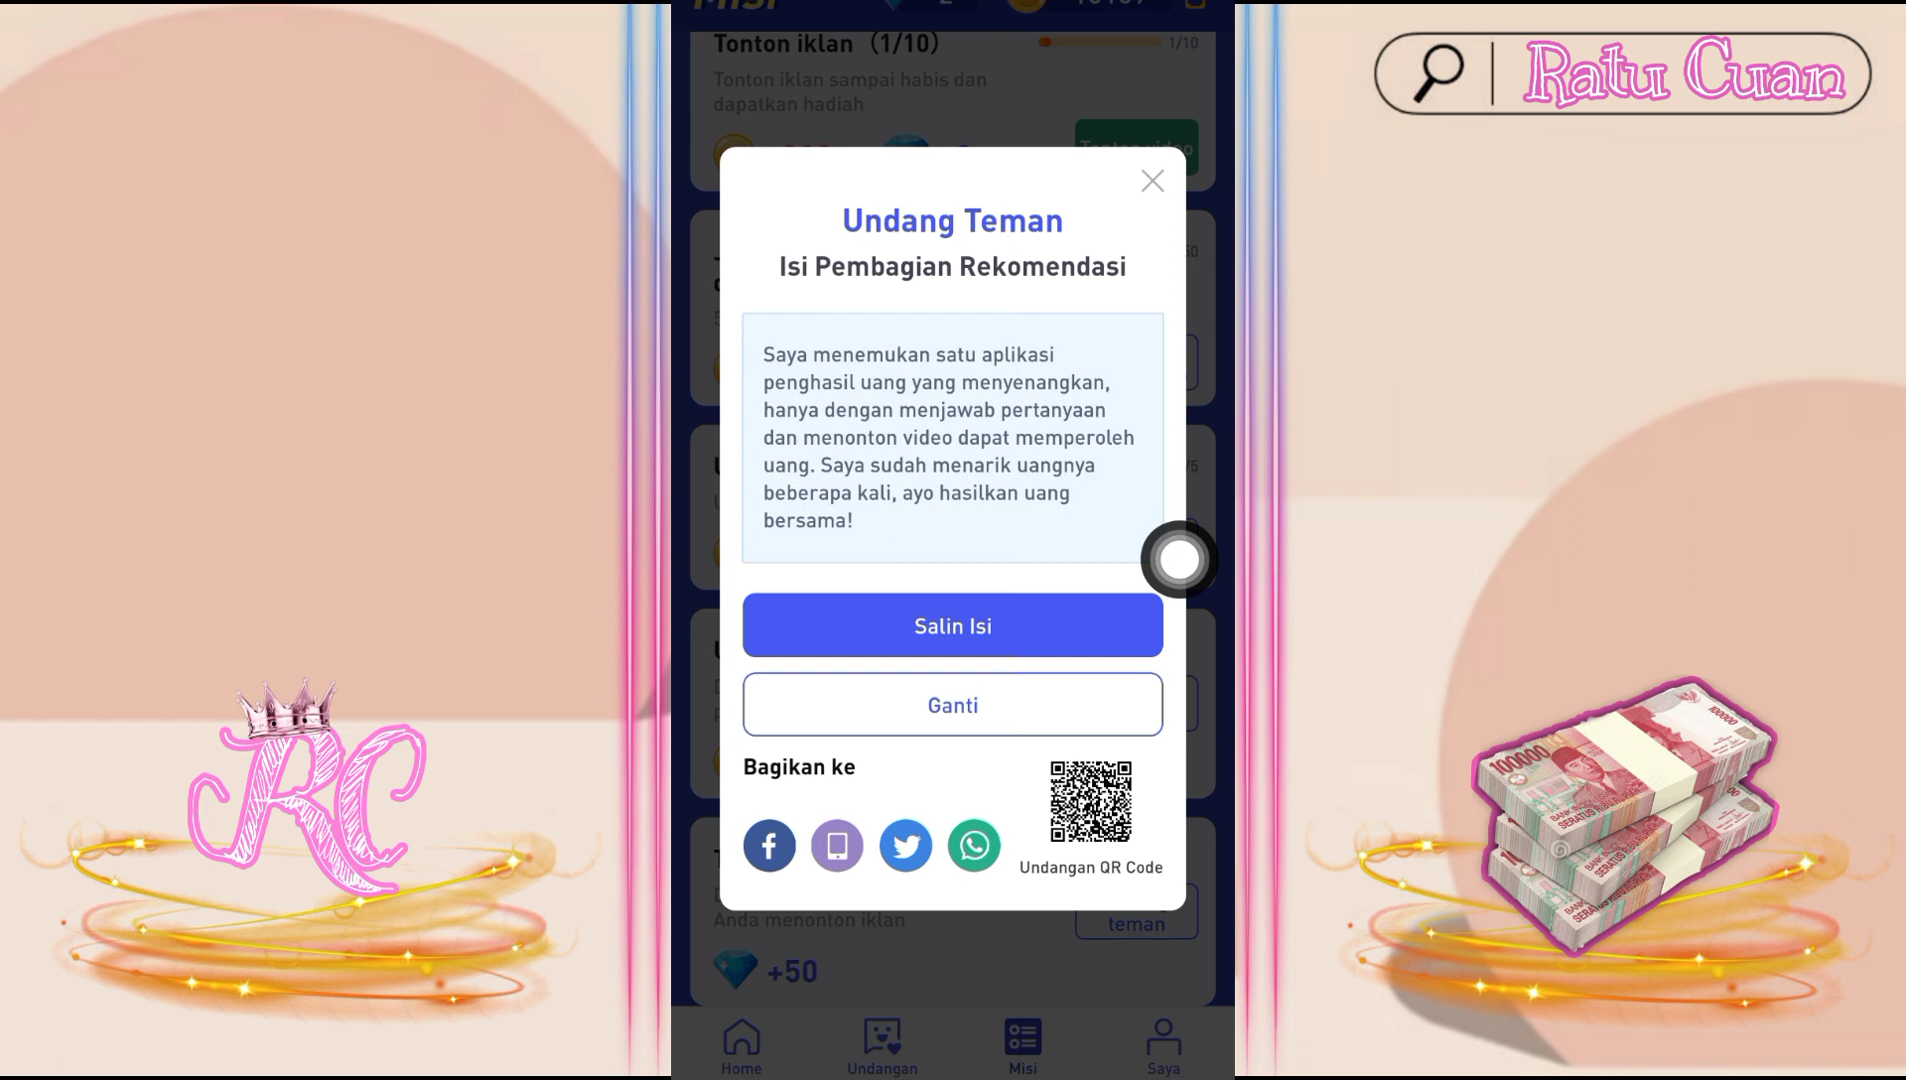 MISI
Tonton iklan (1/10)
1/10
Tonton iklan sampai habis dan
dapatkan hadiah
Ratu Cuan
Undang Teman
Isi Pembagian Rekomendasi
Saya menemukan satu aplikasi
penghasil uang yang menyenangkan,
hanya dengan menjawab pertanyaan
dan menonton video dapat memperoleh
uang. Saya sudah menarik uangnya
beberapa kali, ayo hasilkan uang
bersama!
Salin Isi
Ganti
Bagikan ke
Undangan QR Code
RC
100000
100000
Anda menonton iklan
teman
+50
Home
Undangan
Misi
Saya